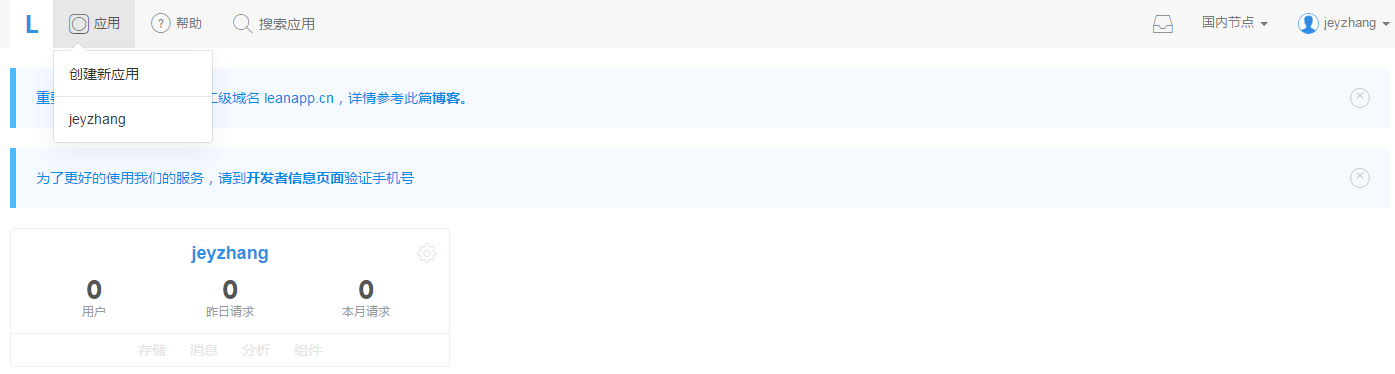 L 应用 ? 帮助 搜索应用 国内节点 jeyzhang
创建新应用
重 二级域名 leanapp.cn，详情参考此篇博客。
jeyzhang
为了更好的使用我们的服务，请到开发者信息页面验证手机号
jeyzhang
0 0 0
用户 昨日请求 本月请求
存储 消息 分析 组件